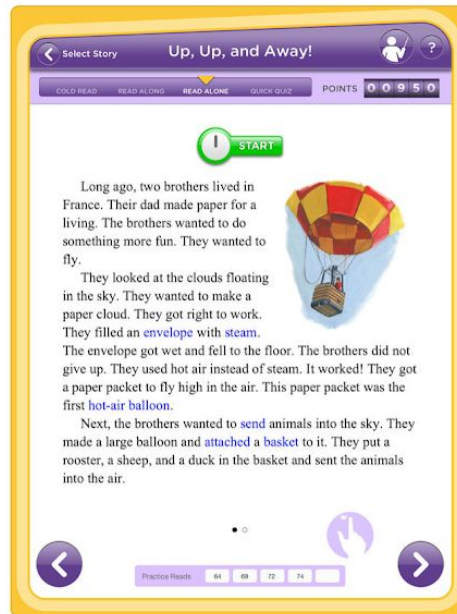 Select Story
Up, Up, and Away!
?
COLD READ
READ ALONG
READ ALONE
QUICK QUIZ
POINTS 00950
START
Long ago, two brothers lived in
France. Their dad made paper for a
living. The brothers wanted to do
something more fun. They wanted to
fly.
They looked at the clouds floating
in the sky. They wanted to make a
paper cloud. They got right to work.
They filled an envelope with steam.
The envelope got wet and fell to the floor. The brothers did not
give up. They used hot air instead of steam. It worked! They got
a paper packet to fly high in the air. This paper packet was the
first hot-air balloon.
Next, the brothers wanted to send animals into the sky. They
made a large balloon and attached a basket to it. They put a
rooster, a sheep, and a duck in the basket and sent the animals
into the air.
Practice Reads 64 69 72 74